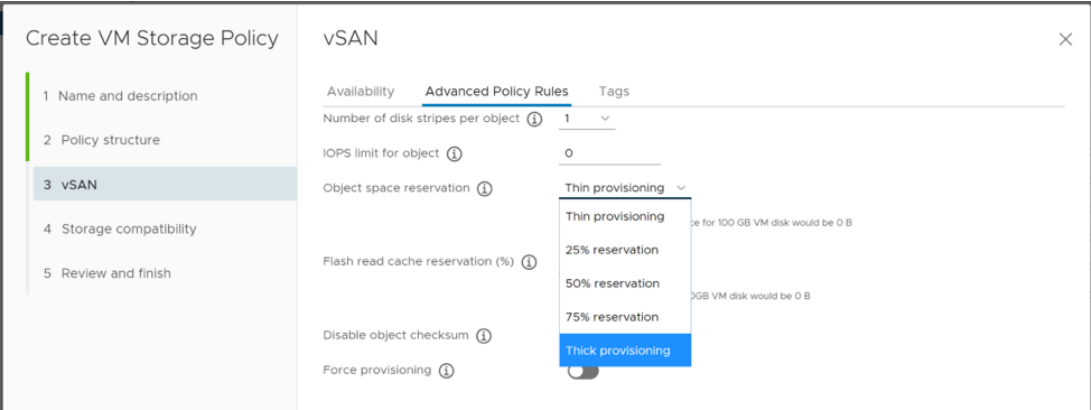 Create VM Storage Policy
1 Name and description
2 Policy structure
3 vSAN
4 Storage compatibility
5 Review and finish
vSAN
Availability Advanced Policy Rules Tags
Number of disk stripes per object 1
IOPS limit for object 0
Object space reservation Thin provisioning
Thin provisioning
for 100 GB VM disk would be 0 B
25% reservation
Flash read cache reservation (%)
50% reservation
VM disk would be 0 B
75% reservation
Disable object checksum
Thick provisioning
Force provisioning